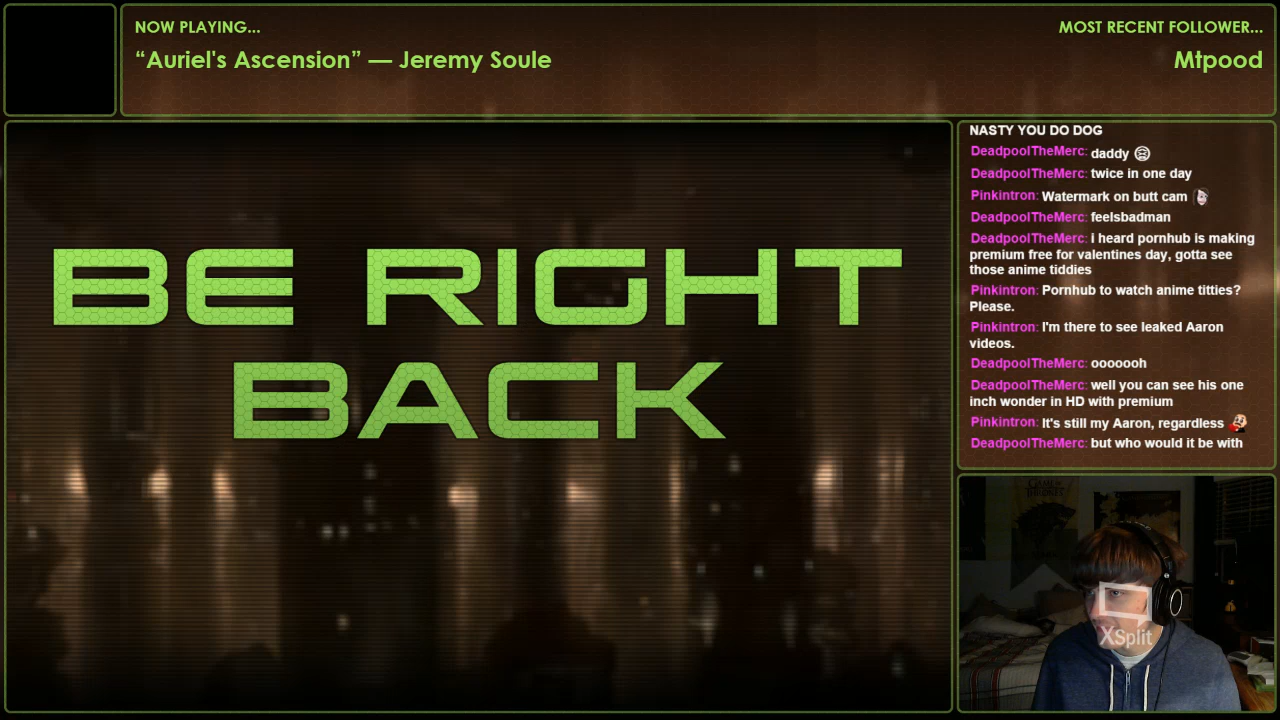 NOW PLAYING...
“Auriel's Ascension” — Jeremy Soule
MOST RECENT FOLLOWER...
Mtpood
BE RIGHT
BACK
NASTY YOU DO DOG
DeadpoolTheMerc: daddy
DeadpoolTheMerc: twice in one day
Pinkintron: Watermark on butt cam
DeadpoolTheMerc: feelsbadman
DeadpoolTheMerc: i heard pornhub is making
premium free for valentines day, gotta see
those anime tiddies
Pinkintron: Pornhub to watch anime titties?
Please.
Pinkintron: I'm there to see leaked Aaron
videos.
DeadpoolTheMerc: ooooooh
DeadpoolTheMerc: well you can see his one
inch wonder in HD with premium
Pinkintron: It's still my Aaron, regardless
DeadpoolTheMerc: but who would it be with
GAME OF
THRONES
XSplit